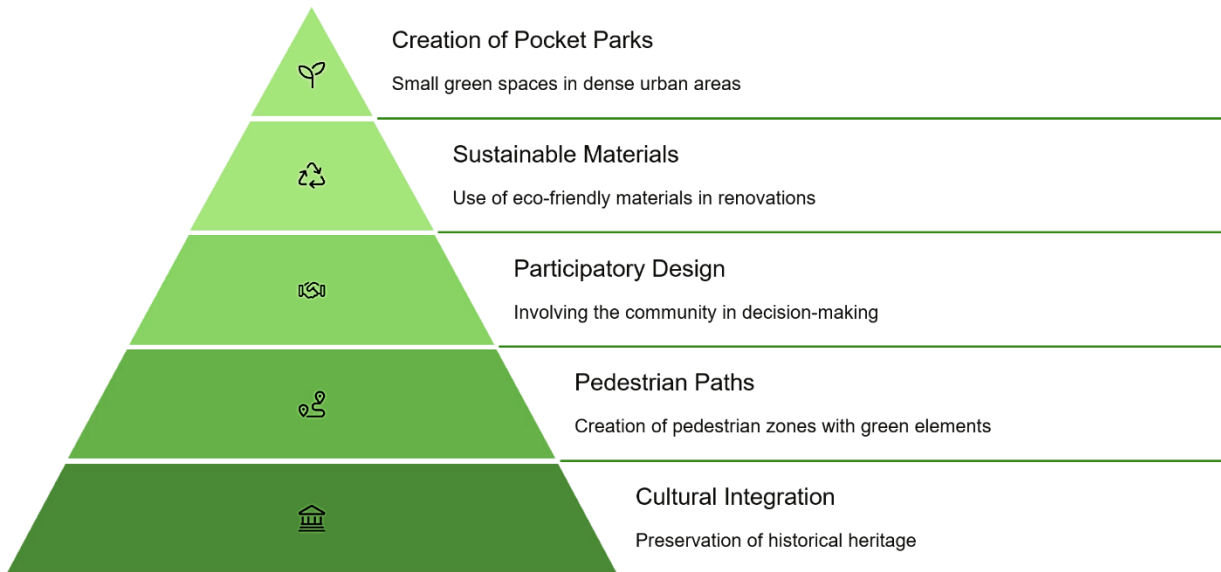 Creation of Pocket Parks
Small green spaces in dense urban areas
Sustainable Materials
Use of eco-friendly materials in renovations
Participatory Design
Involving the community in decision-making
Pedestrian Paths
Creation of pedestrian zones with green elements
Cultural Integration
Preservation of historical heritage